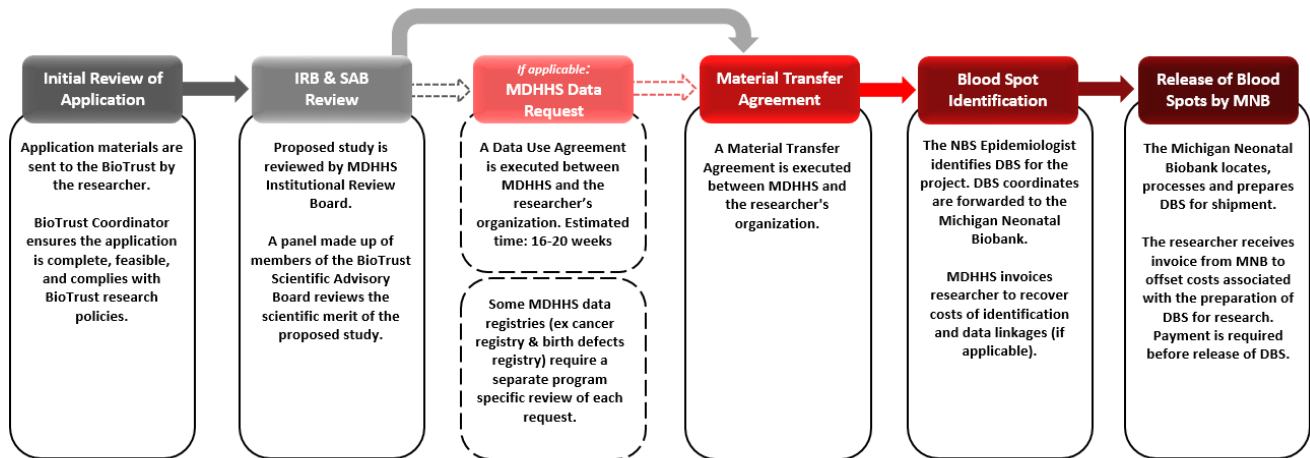 Initial Review of
Application
Application materials are
sent to the BioTrust by
the researcher.
BioTrust Coordinator
ensures the application
is complete, feasible,
and complies with
BioTrust research
policies.
IRB & SAB
Review
Proposed study is
reviewed by MDHHS
Institutional Review
Board.
A panel made up of
members of the BioTrust
Scientific Advisory
Board reviews the
scientific merit of the
proposed study.
If applicable:
MDHHS Data
Request
A Data Use Agreement
is executed between
MDHHS and the
researcher’s
organization. Estimated
time: 16-20 weeks
Some MDHHS data
registries (ex cancer
registry & birth defects
registry) require a
separate program
specific review of each
request.
Material Transfer
Agreement
A Material Transfer
Agreement is executed
between MDHHS and
the researcher's
organization.
Blood Spot
Identification
The NBS Epidemiologist
identifies DBS for the
project. DBS coordinates
are forwarded to the
Michigan Neonatal
Biobank.
MDHHS invoices
researcher to recover
costs of identification
and data linkages (if
applicable).
Release of Blood
Spots by MNB
The Michigan Neonatal
Biobank locates,
processes and prepares
DBS for shipment.
The researcher receives
invoice from MNB to
offset costs associated
with the preparation of
DBS for research.
Payment is required
before release of DBS.